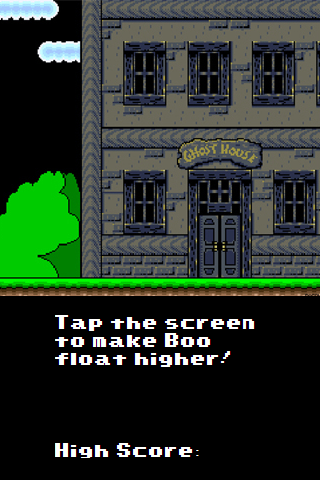 GHOST HOUSE
Tap the screen
to make Boo
float higher!
High Score: